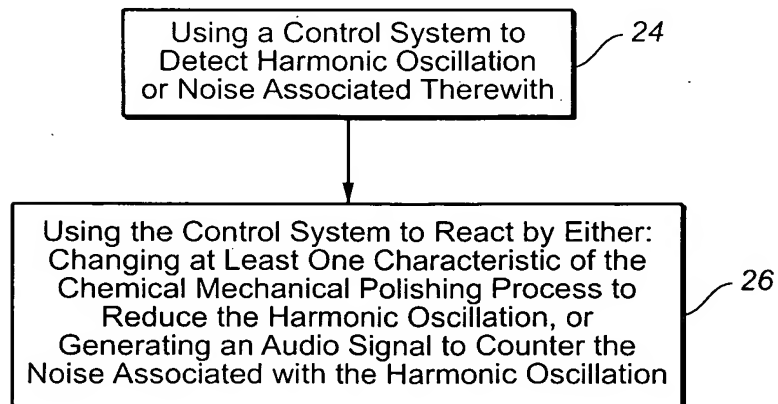 Using a Control System to
Detect Harmonic Oscillation
or Noise Associated Therewith
24
Using the Control System to React by Either:
Changing at Least One Characteristic of the
Chemical Mechanical Polishing Process to
Reduce the Harmonic Oscillation, or
Generating an Audio Signal to Counter the
Noise Associated with the Harmonic Oscillation
26